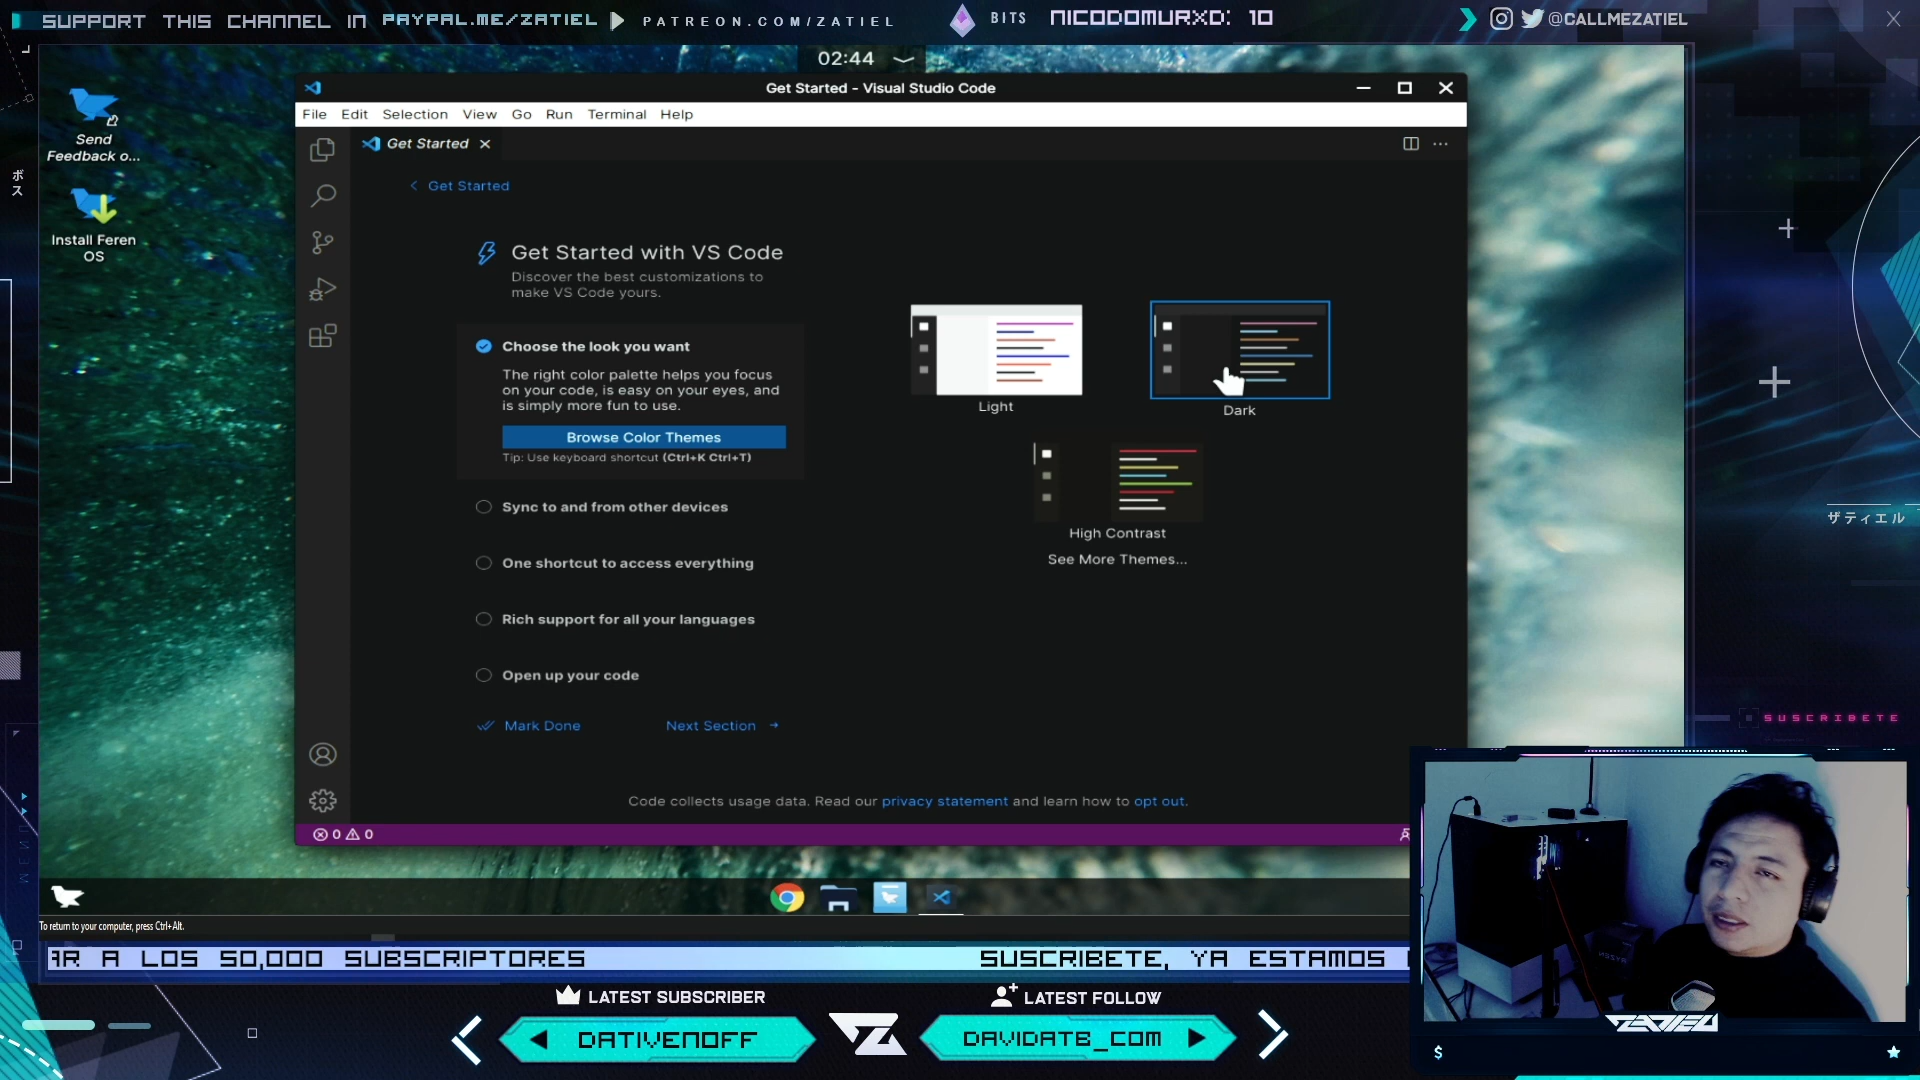 SUPPORT THIS CHANNEL IN PAYPAL.ME/ZATIEL PATREON.COM/ZATIEL
BITS NICODOMURXD: 10
@CALLMEZATIEL
02:44
Get Started - Visual Studio Code
File Edit Selection View Go Run Terminal Help
Get Started
Send
Feedback o...
ボス
Install Feren
OS
Get Started
Get Started with VS Code
Discover the best customizations to
make VS Code yours.
Choose the look you want
The right color palette helps you focus
on your code, is easy on your eyes, and
is simply more fun to use.
Browse Color Themes
Tip: Use keyboard shortcut (Ctrl+K Ctrl+T)
Sync to and from other devices
One shortcut to access everything
Rich support for all your languages
Open up your code
Mark Done Next Section →
Light
Dark
High Contrast
See More Themes...
Code collects usage data. Read our privacy statement and learn how to opt out.
0 0
ザティエル
SUSCRIBETE
To return to your computer, press Ctrl+Alt.
AR A LOS 50,000 SUBSCRIPTORES SUSCRIBETE, YA ESTAMOS
LATEST SUBSCRIBER
DATIVENOFF
LATEST FOLLOW
DAVIDATB_COM
ZATIEL
$